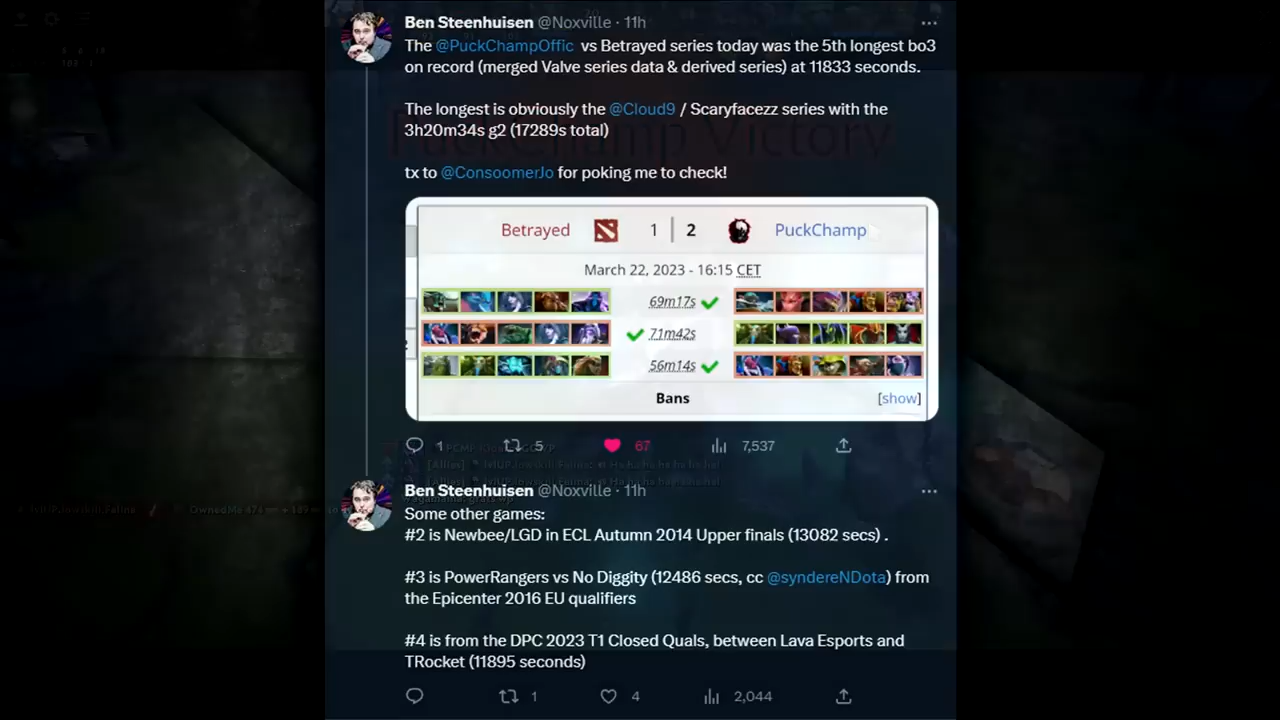 Ben Steenhuisen @Noxville · 11h
The @PuckChampOffic vs Betrayed series today was the 5th longest bo3
on record (merged Valve series data & derived series) at 11833 seconds.
The longest is obviously the @Cloud9 / Scaryfacezz series with the
3h20m34s g2 (17289s total)
PuckChamp Victory
tx to @ConsoomerJo for poking me to check!
Betrayed 1 | 2 PuckChamp
March 22, 2023 - 16:15 CET
69m17s
71m42s
56m14s
Bans [show]
1 5 67 7,537
Ben Steenhuisen @Noxville · 11h
Some other games:
#2 is Newbee/LGD in ECL Autumn 2014 Upper finals (13082 secs) .
#3 is PowerRangers vs No Diggity (12486 secs, cc @syndereNDota) from
the Epicenter 2016 EU qualifiers
#4 is from the DPC 2023 T1 Closed Quals, between Lava Esports and
TRocket (11895 seconds)
1 4 2,044